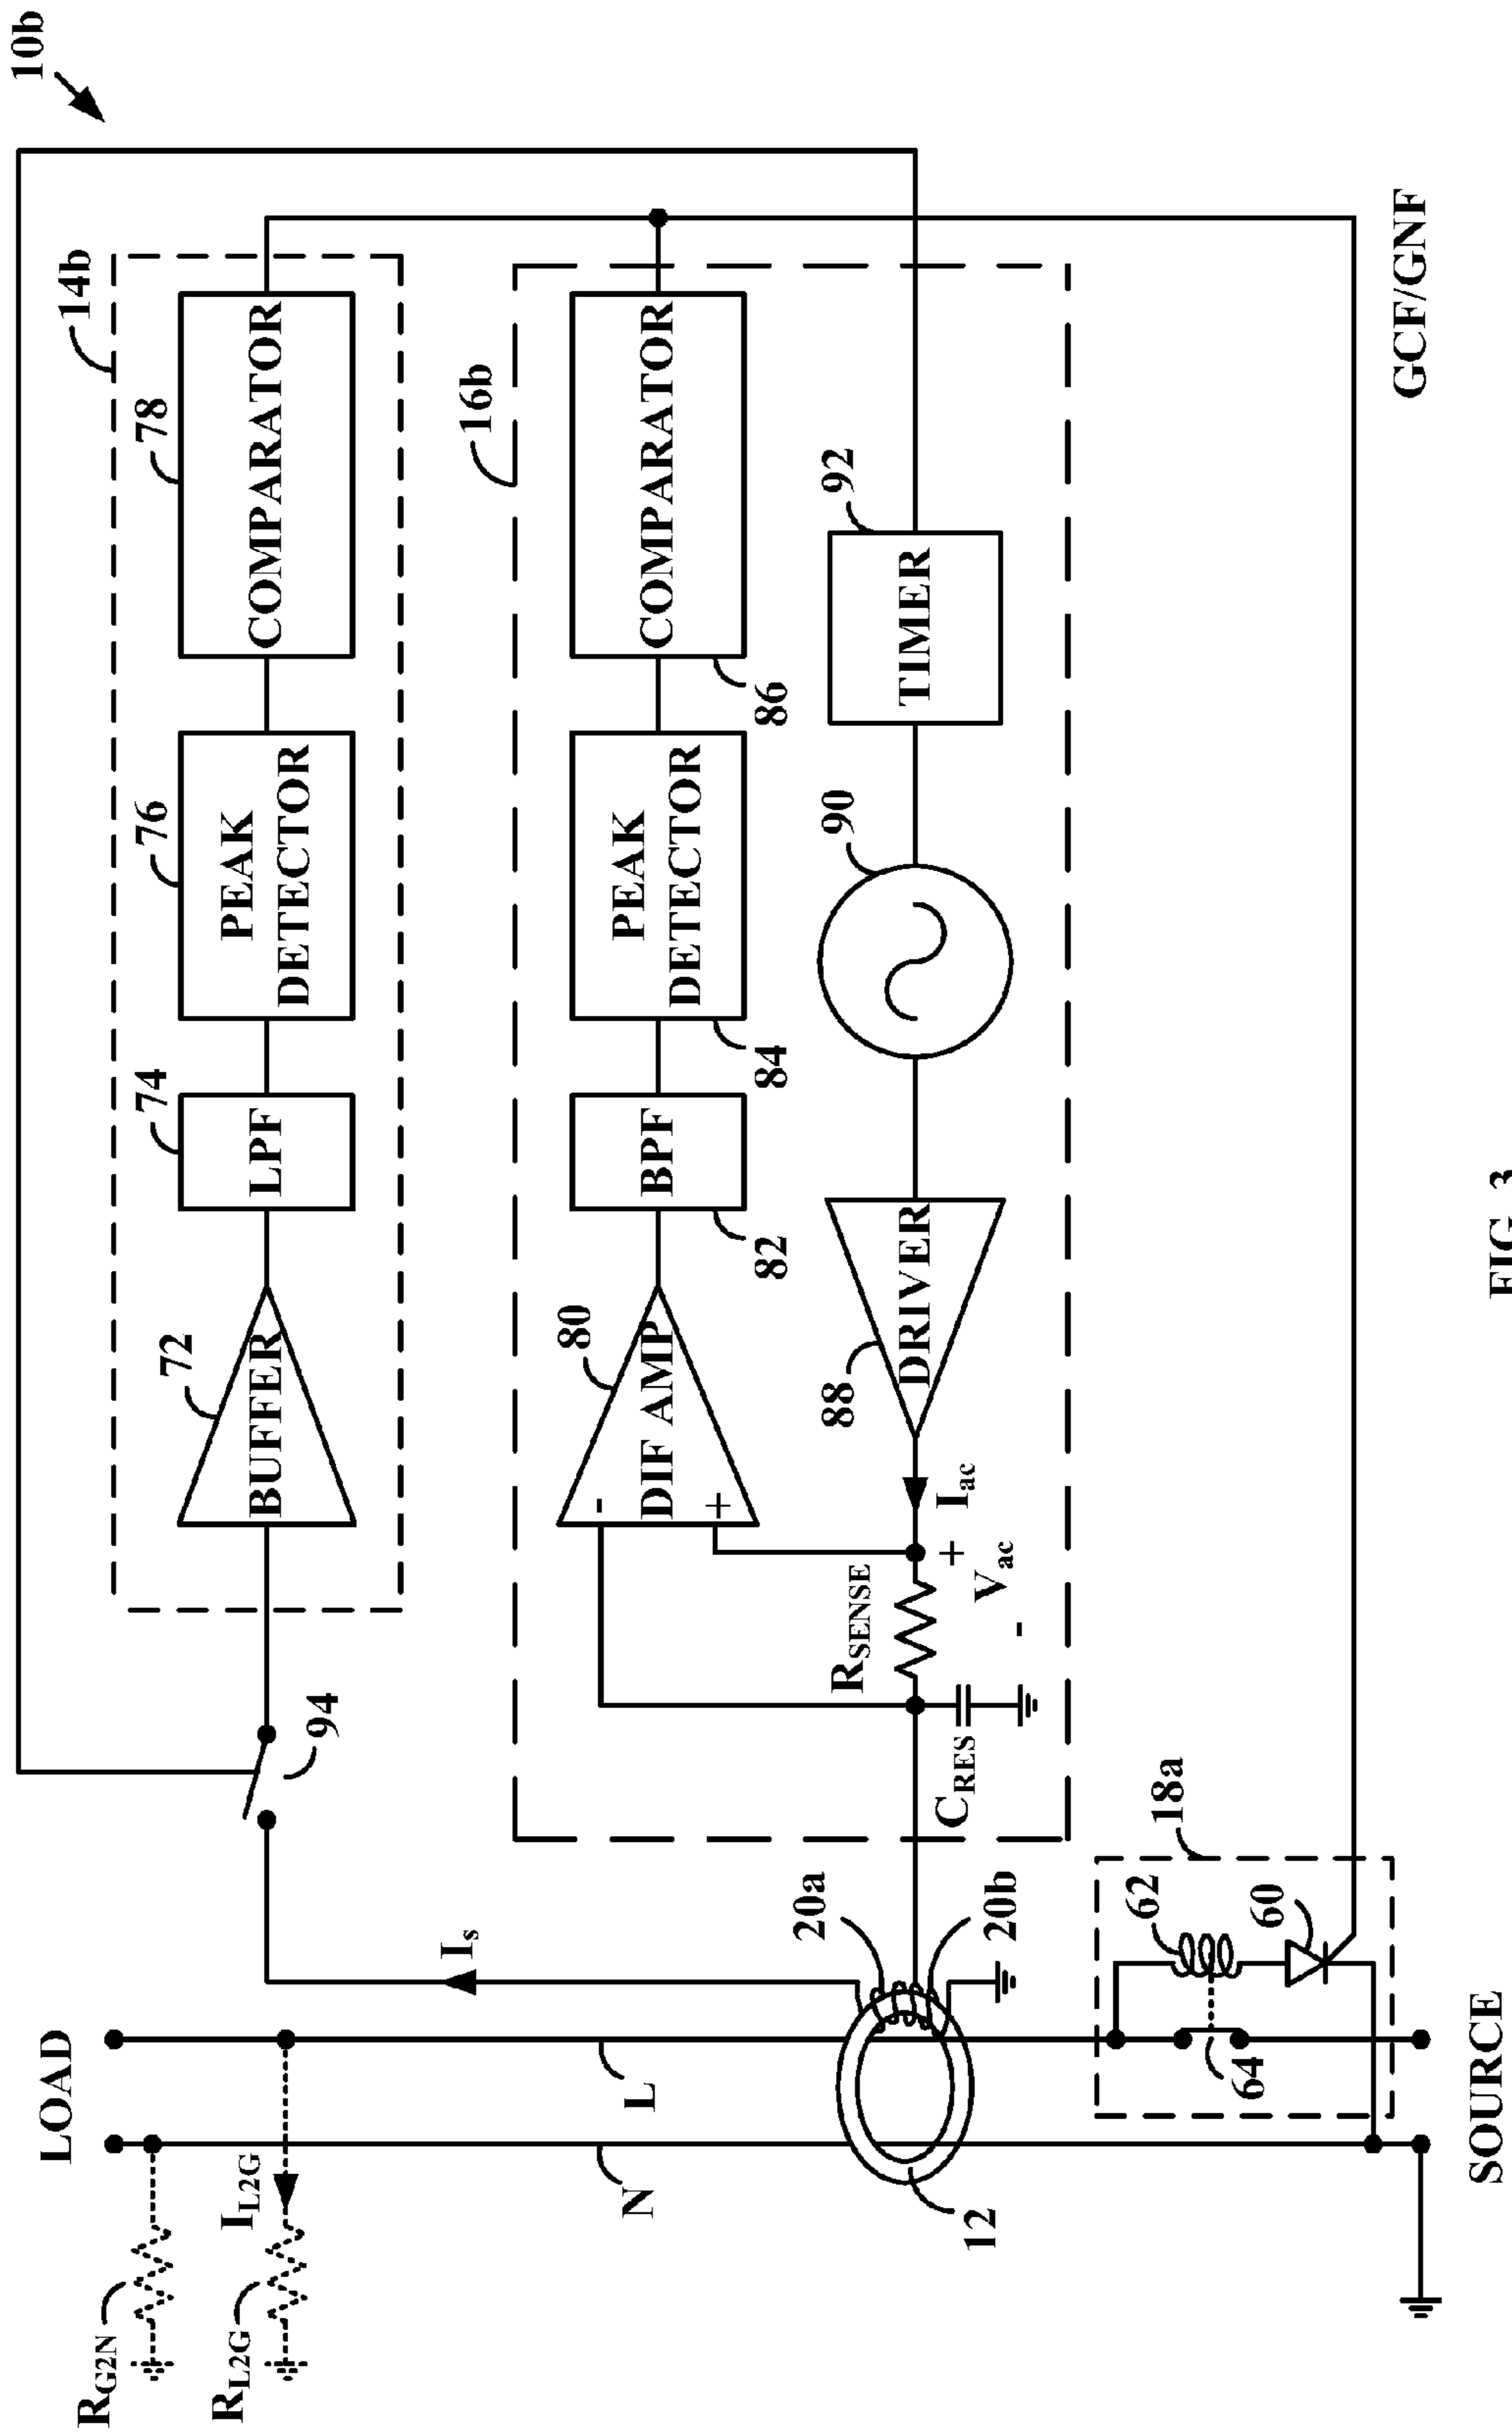 10b
14b
72
BUFFER
74
LPF
76
PEAK
DETECTOR
78
COMPARATOR
94
16b
80
DIF AMP
-
+
82
BPF
84
PEAK
DETECTOR
86
COMPARATOR
88
DRIVER
90
92
TIMER
Iac
+
Vac
-
RSENSE
CRES
Is
20a
20b
12
LOAD
L
N
RG2N
RL2G
IL2G
18a
62
60
64
SOURCE
GCF/GNF